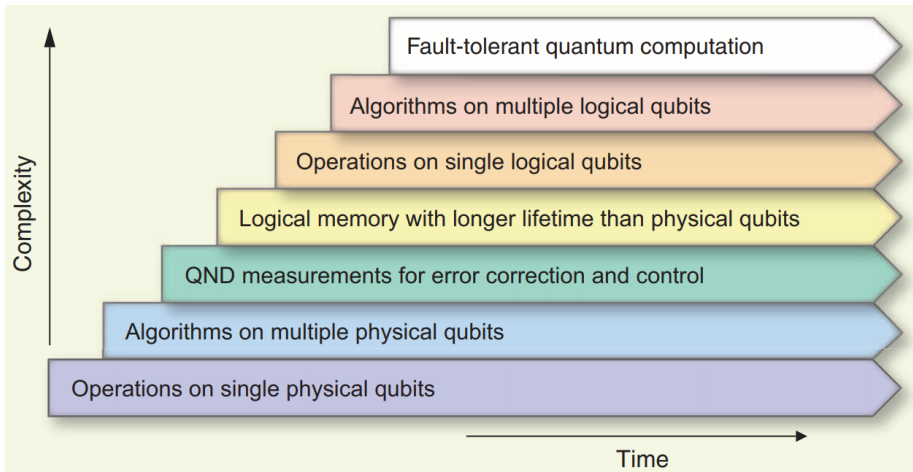 Fault-tolerant quantum computation
Algorithms on multiple logical qubits
Operations on single logical qubits
Logical memory with longer lifetime than physical qubits
QND measurements for error correction and control
Algorithms on multiple physical qubits
Operations on single physical qubits
Complexity
Time